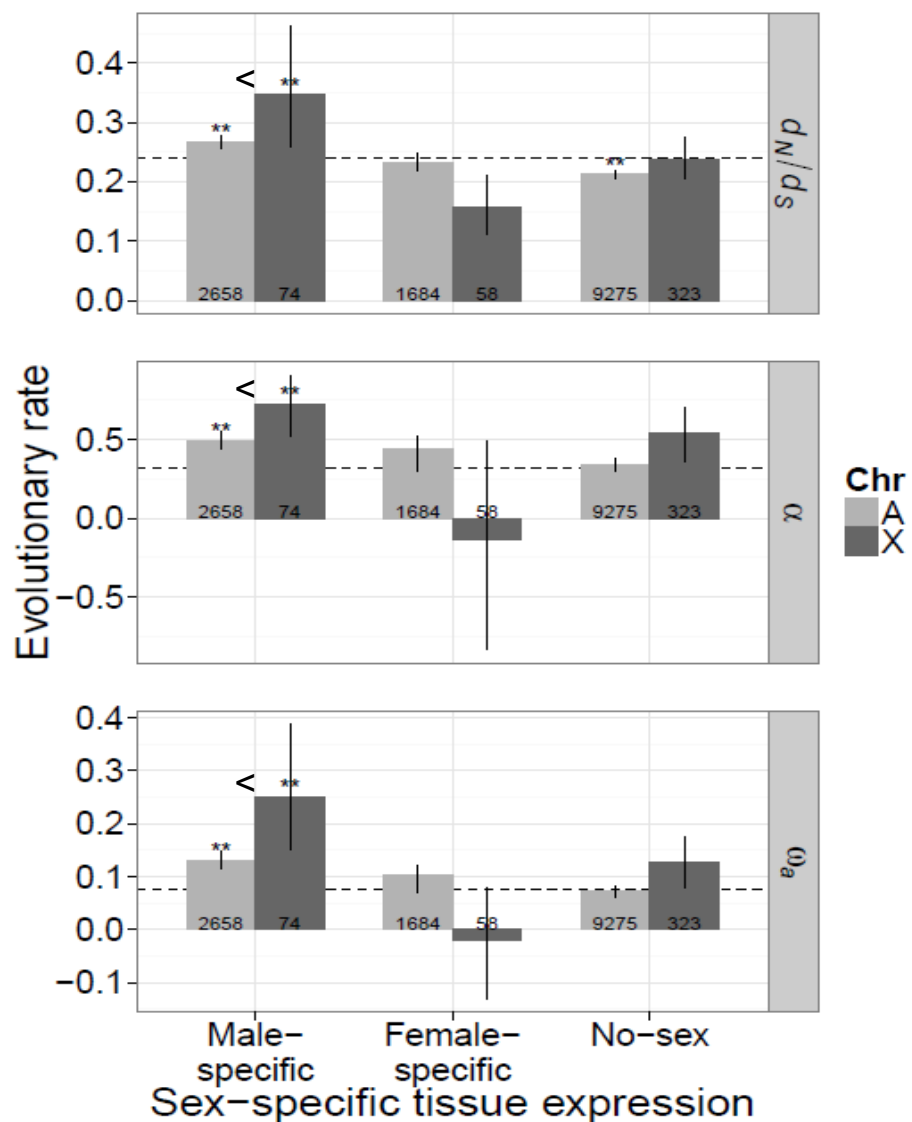 0.4
0.3
0.2
0.1
0.0
<
**
**
**
2658 74 1684 58 9275 323
dN/dS
Evolutionary rate
0.5
0.0
−0.5
<
**
**
2658 74 1684 58 9275 323
α
Chr
A
X
0.4
0.3
0.2
0.1
0.0
−0.1
<
**
**
2658 74 1684 58 9275 323
ωa
Male−
specific
Female−
specific
No−sex
Sex−specific tissue expression